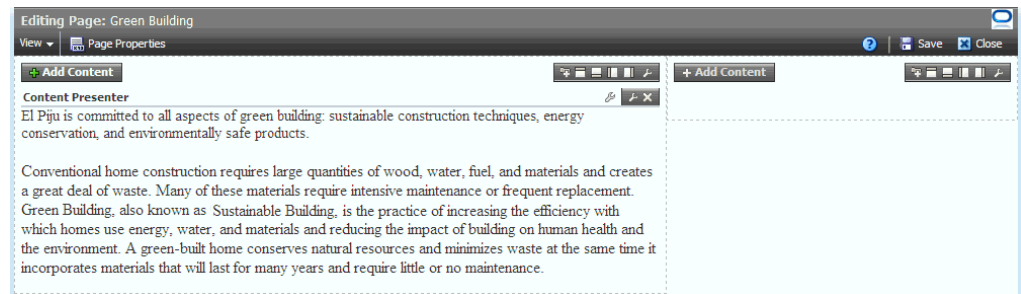 Editing Page: Green Building
View Page Properties Save Close
Add Content + Add Content
Content Presenter
El Piju is committed to all aspects of green building: sustainable construction techniques, energy
conservation, and environmentally safe products.
Conventional home construction requires large quantities of wood, water, fuel, and materials and creates
a great deal of waste. Many of these materials require intensive maintenance or frequent replacement.
Green Building, also known as Sustainable Building, is the practice of increasing the efficiency with
which homes use energy, water, and materials and reducing the impact of building on human health and
the environment. A green-built home conserves natural resources and minimizes waste at the same time it
incorporates materials that will last for many years and require little or no maintenance.